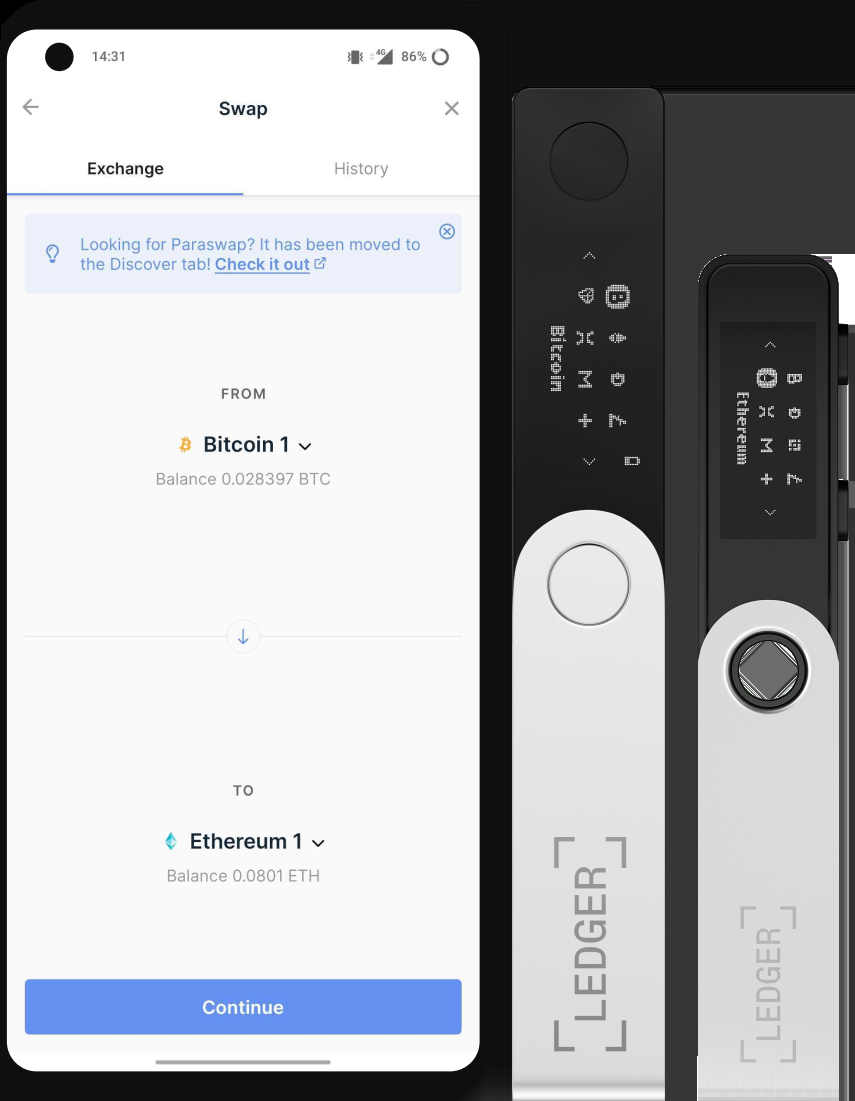 14:31
4G
86%
Swap
Exchange
History
Looking for Paraswap? It has been moved to
the Discover tab! Check it out
FROM
Bitcoin 1
Balance 0.028397 BTC
TO
Ethereum 1
Balance 0.0801 ETH
Continue
Bitcoin
LEDGER
Ethereum
LEDGER